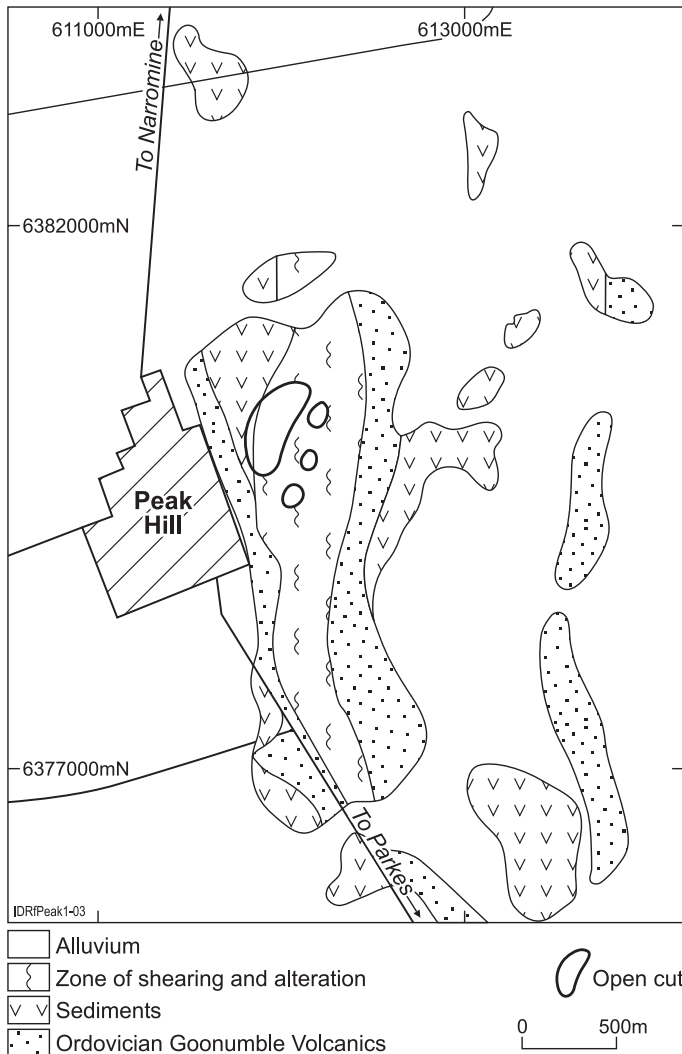 611000mE
613000mE
To Narromine
6382000mN
Peak
Hill
6377000mN
To Parkes
IDRfPeak1-03
Alluvium
Zone of shearing and alteration
Open cut
Sediments
Ordovician Goonumble Volcanics
0 500m